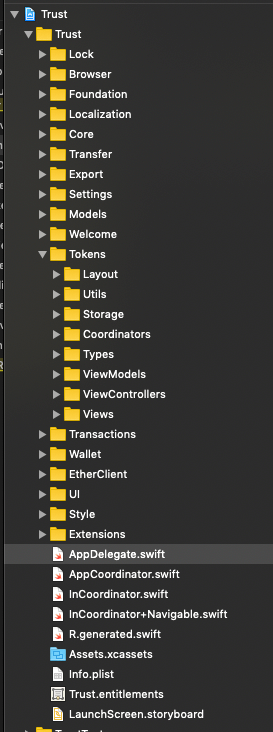 Trust
Trust
Lock
Browser
Foundation
Localization
Core
Transfer
Export
Settings
Models
Welcome
Tokens
Layout
Utils
Storage
Coordinators
Types
ViewModels
ViewControllers
Views
Transactions
Wallet
EtherClient
UI
Style
Extensions
AppDelegate.swift
AppCoordinator.swift
InCoordinator.swift
InCoordinator+Navigable.swift
R.generated.swift
Assets.xcassets
Info.plist
Trust.entitlements
LaunchScreen.storyboard